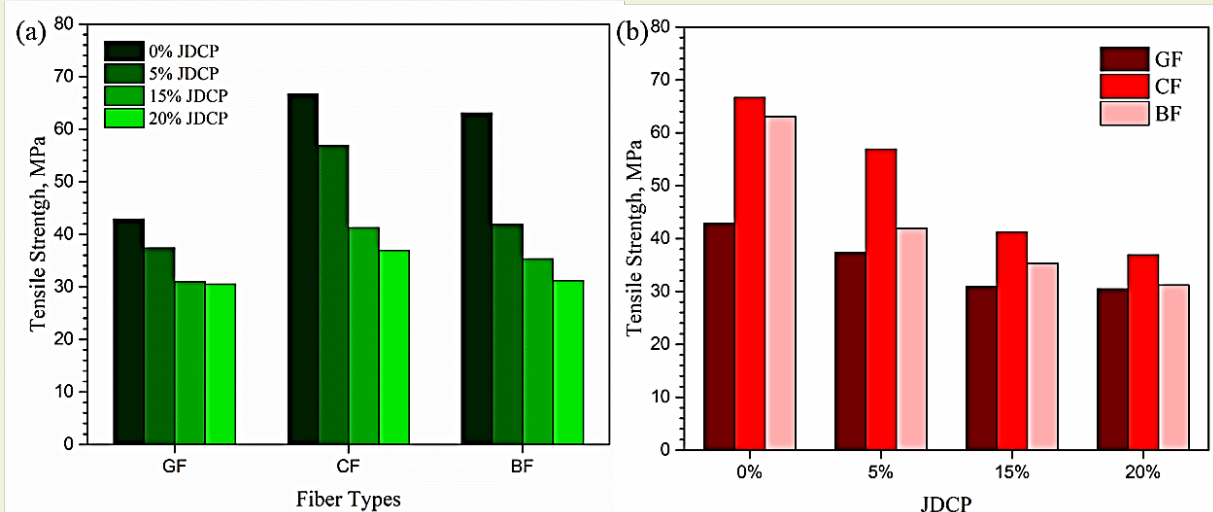 (a)
0% JDCP
5% JDCP
15% JDCP
20% JDCP
Tensile Strentgh, MPa
80
70
60
50
40
30
20
10
0
GF
CF
BF
Fiber Types
(b)
GF
CF
BF
Tensile Strentgh, MPa
80
70
60
50
40
30
20
10
0
0%
5%
15%
20%
JDCP